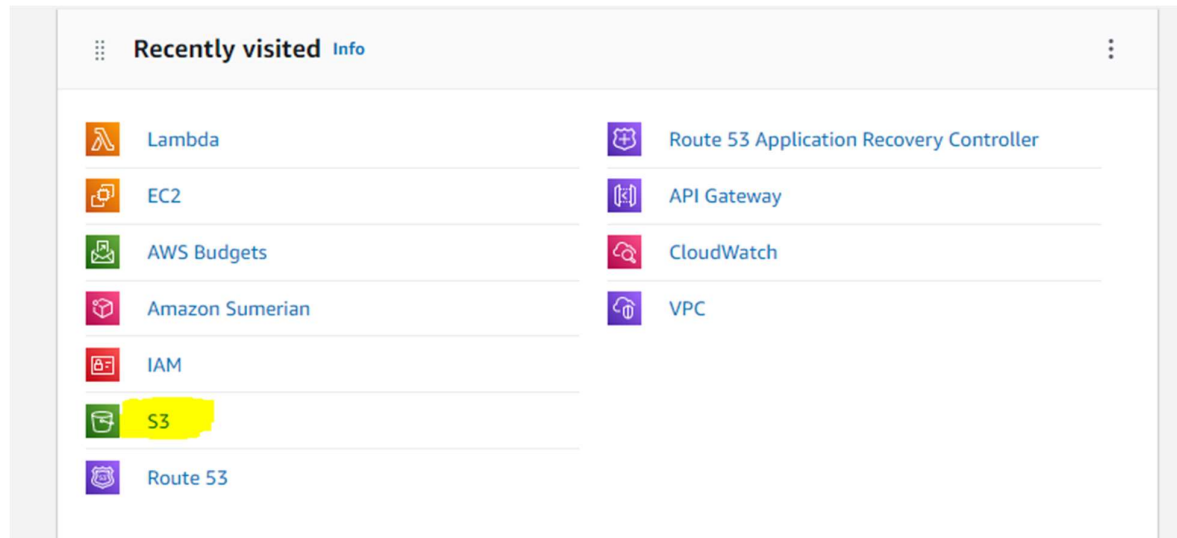 Recently visited Info
Lambda
EC2
AWS Budgets
Amazon Sumerian
IAM
S3
Route 53
Route 53 Application Recovery Controller
API Gateway
CloudWatch
VPC